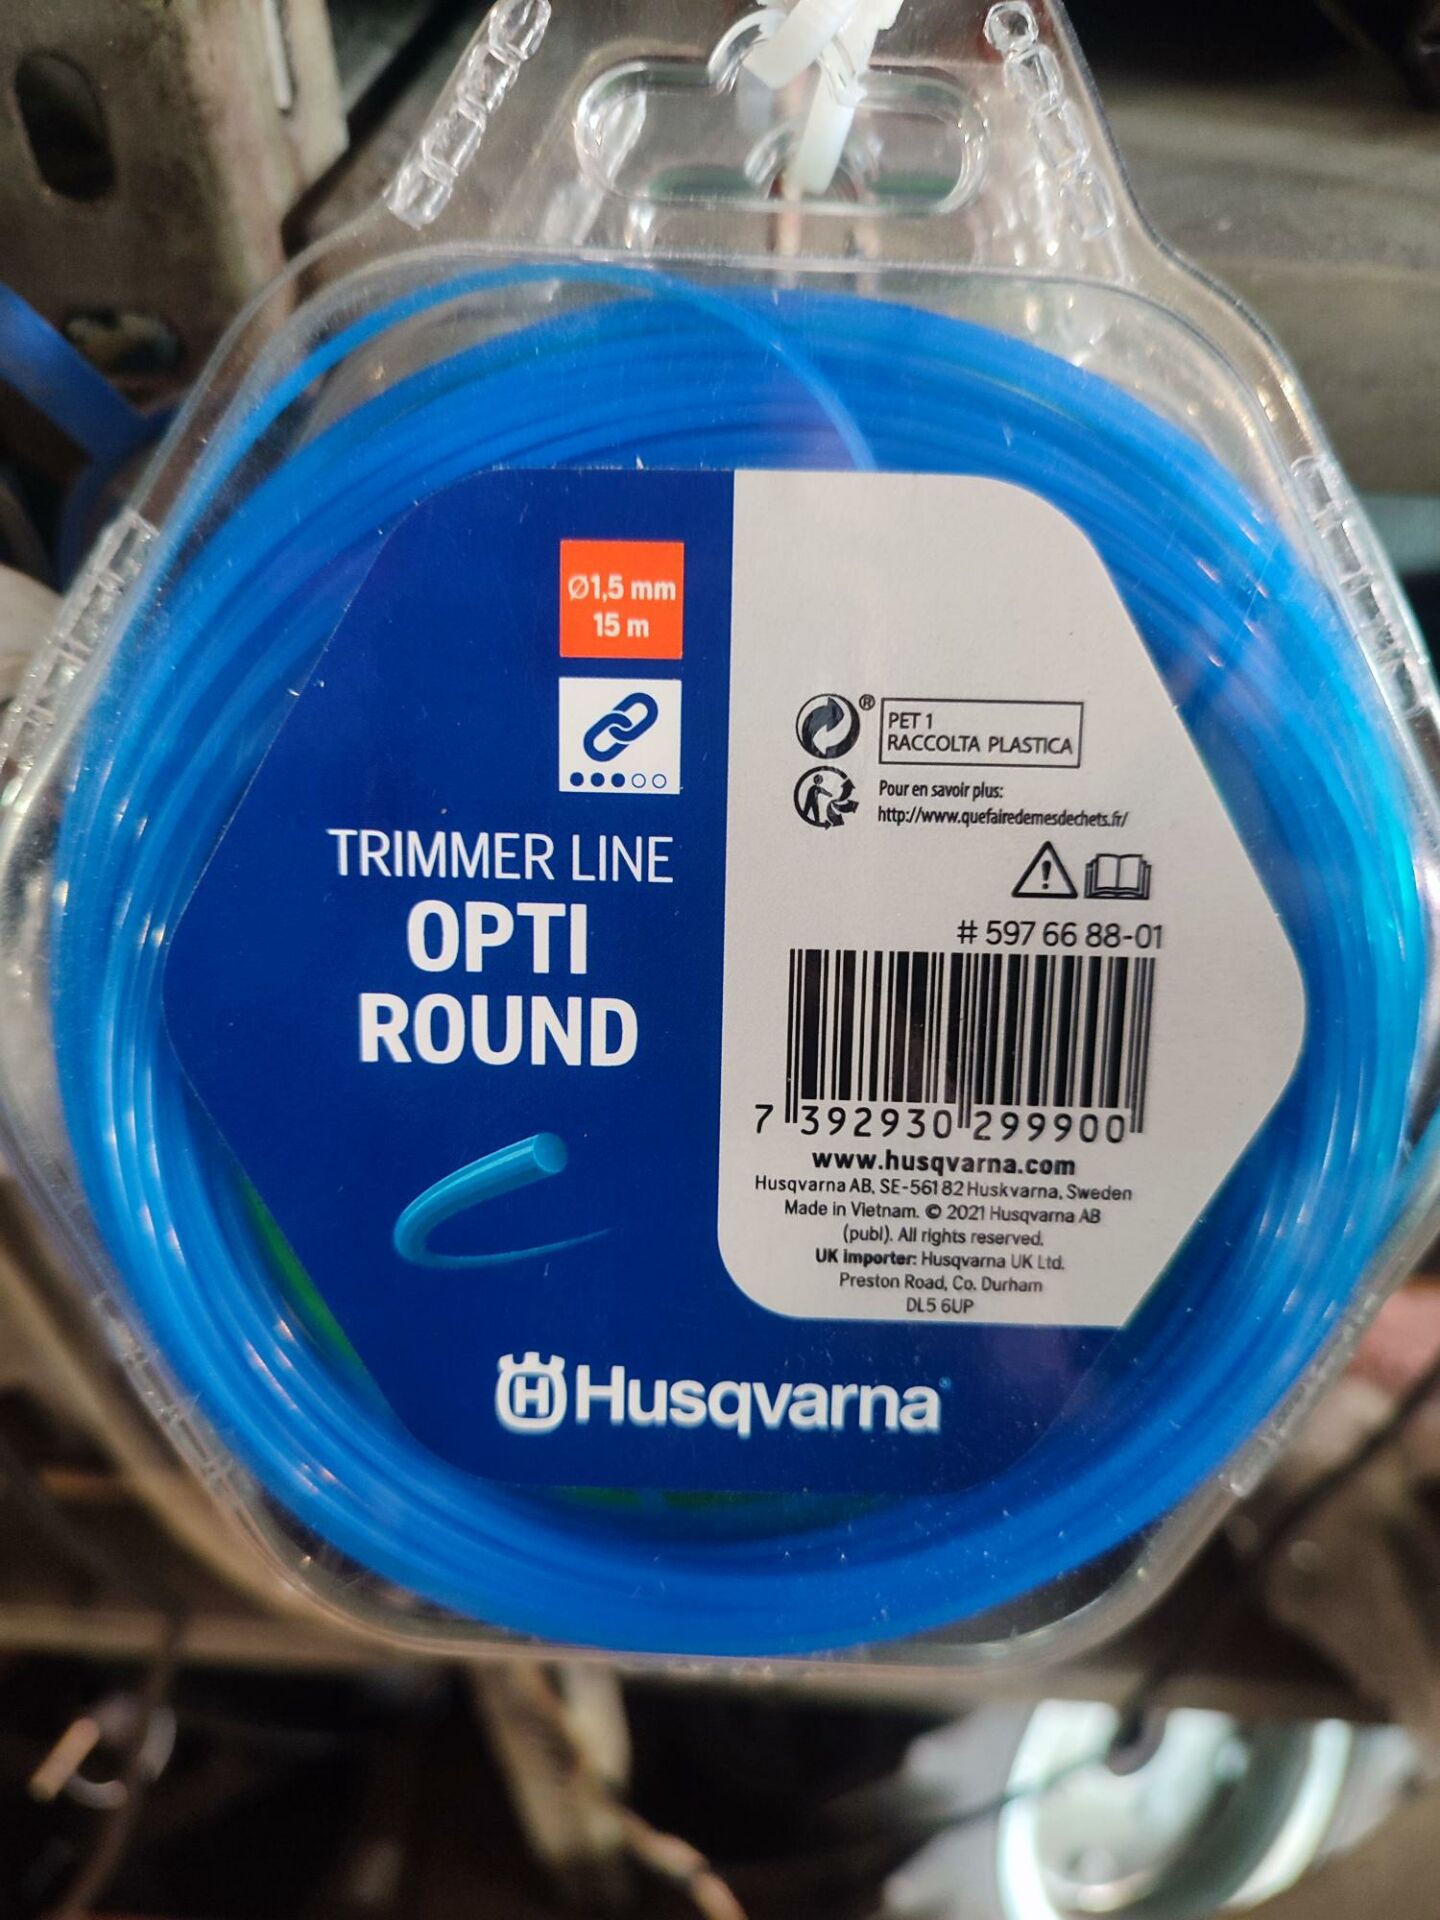 Ø1,5 mm
15 m
TRIMMER LINE
OPTI
ROUND
Husqvarna
®
PET 1
RACCOLTA PLASTICA
Pour en savoir plus:
http://www.quefairedemesdechets.fr/
# 597 66 88-01
7 392930 299900
www.husqvarna.com
Husqvarna AB, SE-561 82 Huskvarna, Sweden
Made in Vietnam. © 2021 Husqvarna AB
(publ). All rights reserved.
UK importer: Husqvarna UK Ltd.
Preston Road, Co. Durham
DL5 6UP